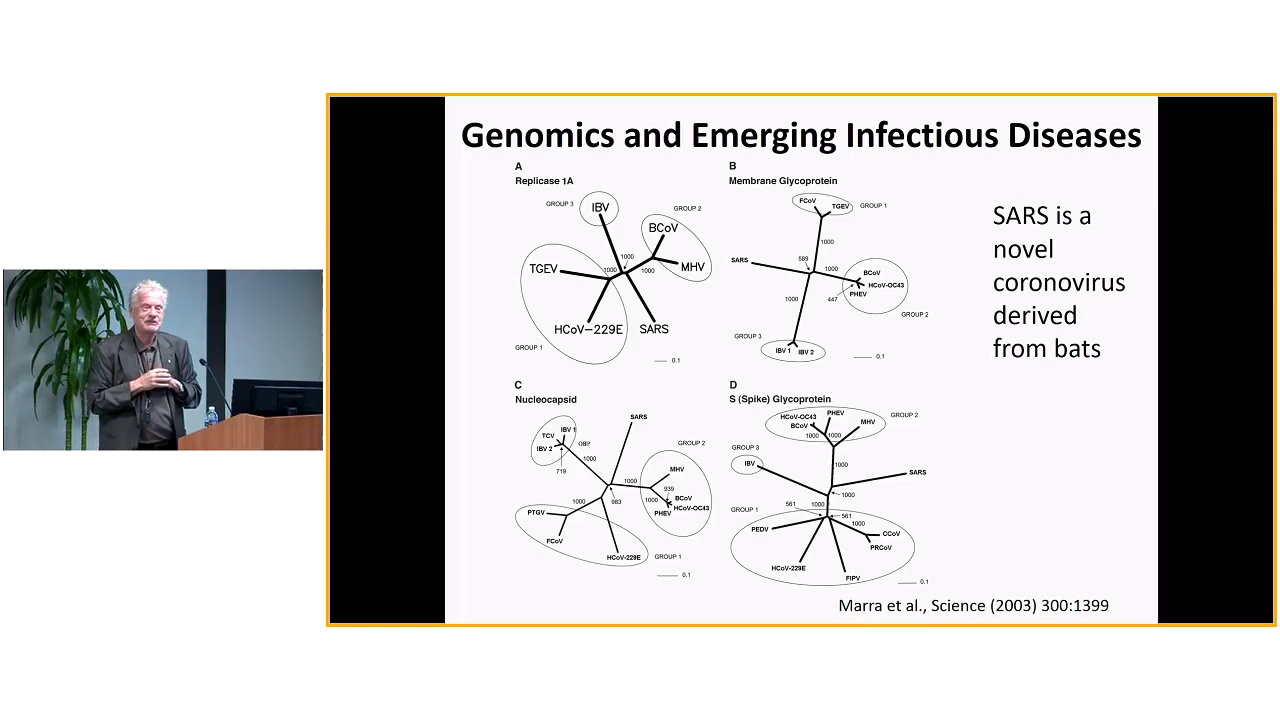 Genomics and Emerging Infectious Diseases
A
Replicase 1A
GROUP 3
IBV
GROUP 2
BCoV
MHV
TGEV
1000
1000
1000
HCoV-229E
SARS
GROUP 1
0.1
B
Membrane Glycoprotein
FCoV
TGEV
GROUP 1
1000
SARS
589
1000
BCoV
HCoV-OC43
PHEV
447
1000
GROUP 2
GROUP 3
IBV 1
IBV 2
0.1
SARS is a
novel
coronovirus
derived
from bats
C
Nucleocapsid
SARS
IBV 1
TCV
IBV 2
719
1000
GROUP 2
MHV
1000
939
1000
BCoV
HCoV-OC43
PHEV
983
1000
PTGV
FCoV
HCoV-229E
GROUP 1
0.1
D
S (Spike) Glycoprotein
HCoV-OC43
PHEV
BCoV
MHV
GROUP 2
1000
1000
GROUP 3
IBV
1000
SARS
1000
561
1000
GROUP 1
561
PEDV
1000
CCoV
PRCoV
HCoV-229E
FIPV
0.1
Marra et al., Science (2003) 300:1399